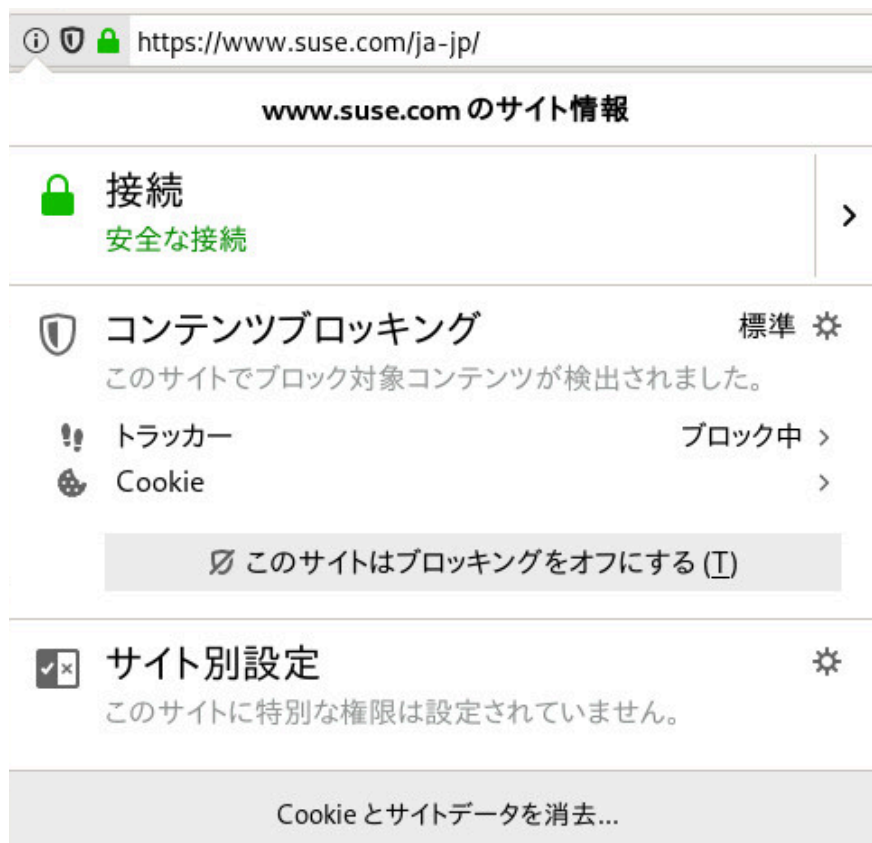 https://www.suse.com/ja-jp/
www.suse.com のサイト情報
接続
安全な接続
コンテンツブロッキング 標準
このサイトでブロック対象コンテンツが検出されました。
トラッカー ブロック中
Cookie
このサイトはブロッキングをオフにする (T)
サイト別設定
このサイトに特別な権限は設定されていません。
Cookie とサイトデータを消去...